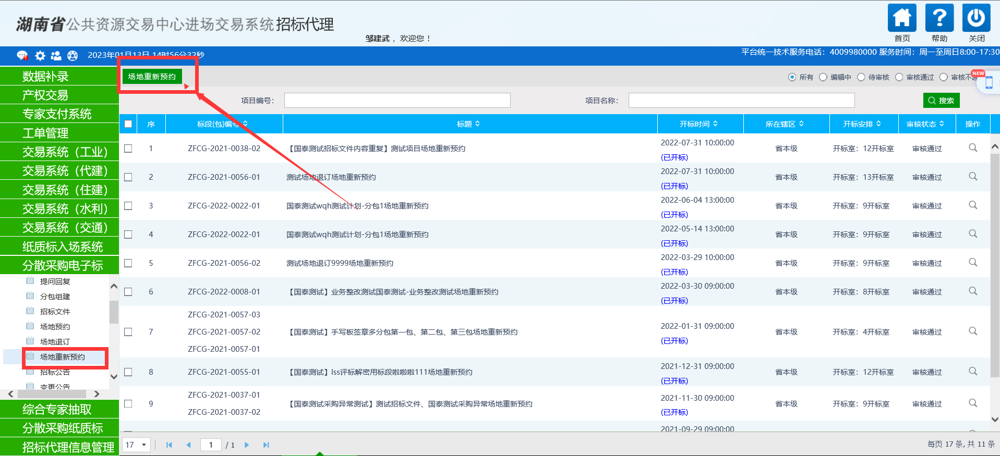 湖南省公共资源交易中心进场交易系统招标代理
邹建武，欢迎您！
首页 帮助 关闭
2023年01月13日 14时56分32秒
平台统一技术服务电话：4009980000 服务时间：周一至周日8:00-17:30
数据补录
产权交易
专家支付系统
工单管理
交易系统（工业）
交易系统（代建）
交易系统（住建）
交易系统（水利）
交易系统（交通）
纸质标入场系统
分散采购电子标
提问回复
分包组建
招标文件
场地预约
场地退订
场地重新预约
招标公告
变更公告
综合专家抽取
分散采购纸质标
招标代理信息管理
场地重新预约
所有 编辑中 待审核 审核通过 审核不通
NEW
项目编号： 项目名称： 搜索
序 标段(包)编号 标题 开标时间 所在辖区 开标安排 审核状态 操作
1 ZFCG-2021-0038-02 【国泰测试招标文件内容重复】测试项目场地重新预约 2022-07-31 10:00:00 省本级 开标室：12开标室 审核通过
(已开标)
2 ZFCG-2021-0056-01 测试场地退订场地重新预约 2022-07-31 10:00:00 省本级 开标室：13开标室 审核通过
(已开标)
3 ZFCG-2022-0022-01 国泰测试wqh测试计划-分包1场地重新预约 2022-06-04 13:00:00 省本级 开标室：9开标室 审核通过
(已开标)
4 ZFCG-2022-0022-01 国泰测试wqh测试计划-分包1场地重新预约 2022-05-14 13:00:00 省本级 开标室：9开标室 审核通过
(已开标)
5 ZFCG-2021-0056-02 测试场地退订9999场地重新预约 2022-03-29 10:00:00 省本级 开标室：9开标室 审核通过
(已开标)
6 ZFCG-2022-0008-01 【国泰测试】业务整改测试国泰测试-业务整改测试场地重新预约 2022-03-30 09:00:00 省本级 开标室：8开标室 审核通过
(已开标)
ZFCG-2021-0057-03
7 ZFCG-2021-0057-02 【国泰测试】手写板签章多分包第一包、第二包、第三包场地重新预约 2022-01-31 09:00:00 省本级 开标室：4开标室 审核通过
(已开标)
ZFCG-2021-0057-01
8 ZFCG-2021-0055-01 【国泰测试】lss评标解密用标段啦啦啦111场地重新预约 2021-12-31 09:00:00 省本级 开标室：12开标室 审核通过
(已开标)
ZFCG-2021-0037-01
9 【国泰测试采购异常测试】测试招标文件、国泰测试采购异常场地重新预约 2021-11-30 09:00:00 省本级 开标室：9开标室 审核通过
ZFCG-2021-0037-02 (已开标)
2021-09-29 09:00:00
17 1 / 1 每页 17 条, 共 11 条